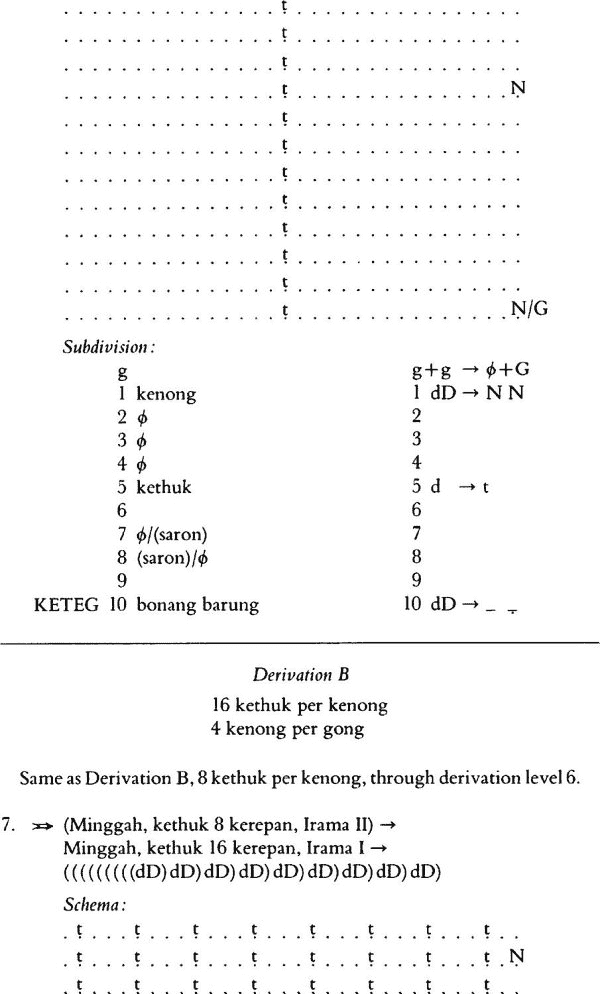 . . . . . . . . . . . . . . . ṭ . . . . . . . . . . . . . . . .
. . . . . . . . . . . . . . . ṭ . . . . . . . . . . . . . . . .
. . . . . . . . . . . . . . . ṭ . . . . . . . . . . . . . . . .
. . . . . . . . . . . . . . . ṭ . . . . . . . . . . . . . . . Ṇ
. . . . . . . . . . . . . . . ṭ . . . . . . . . . . . . . . . .
. . . . . . . . . . . . . . . ṭ . . . . . . . . . . . . . . . .
. . . . . . . . . . . . . . . ṭ . . . . . . . . . . . . . . . .
. . . . . . . . . . . . . . . ṭ . . . . . . . . . . . . . . . .
. . . . . . . . . . . . . . . ṭ . . . . . . . . . . . . . . . .
. . . . . . . . . . . . . . . ṭ . . . . . . . . . . . . . . . .
. . . . . . . . . . . . . . . ṭ . . . . . . . . . . . . . . . .
. . . . . . . . . . . . . . . ṭ . . . . . . . . . . . . . . . Ṇ/G
Subdivision:
g g+g → ϕ+G
1 kenong 1 dD → N N
2 ϕ 2
3 ϕ 3
4 ϕ 4
5 kethuk 5 d → t
6 6
7 ϕ/(saron) 7
8 (saron)/ϕ 8
9 9
KETEG 10 bonang barung 10 dD → _ _̣
Derivation B
16 kethuk per kenong
4 kenong per gong
Same as Derivation B, 8 kethuk per kenong, through derivation level 6.
7. ⤖ (Minggah, kethuk 8 kerepan, Irama II) →
Minggah, kethuk 16 kerepan, Irama I →
(((((((((dD) dD) dD) dD) dD) dD) dD) dD) dD)
Schema:
. ṭ . . . ṭ . . . ṭ . . . ṭ . . . ṭ . . . ṭ . . . ṭ . . . ṭ . .
. ṭ . . . ṭ . . . ṭ . . . ṭ . . . ṭ . . . ṭ . . . ṭ . . . ṭ . Ṇ
. ṭ . . . ṭ . . . ṭ . . . ṭ . . . ṭ . . . ṭ . . . ṭ . . . ṭ . .